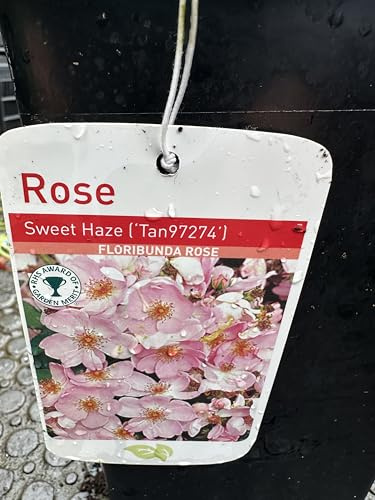 Rose
Sweet Haze ('Tan97274')
FLORIBUNDA ROSE
RHS AWARD OF
GARDEN MERIT